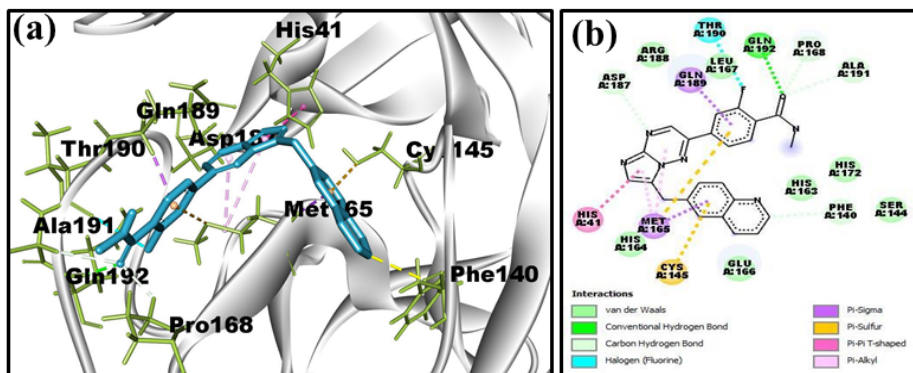 (a)
His41
Gln189
Asp18
Thr190
Cy 145
Ala191
Met165
Gln192
Phe140
Pro168
(b)
THR
A:190
GLN
A:192
PRO
A:168
ARG
A:188
LEU
A:167
ALA
A:191
ASP
A:187
GLN
A:189
F
O
N
N
N
N
N
N
HIS
A:172
HIS
A:163
HIS
A:41
MET
A:165
PHE
A:140
SER
A:144
HIS
A:164
CYS
A:145
GLU
A:166
Interactions
van der Waals
Conventional Hydrogen Bond
Carbon Hydrogen Bond
Halogen (Fluorine)
Pi-Sigma
Pi-Sulfur
Pi-Pi T-shaped
Pi-Alkyl